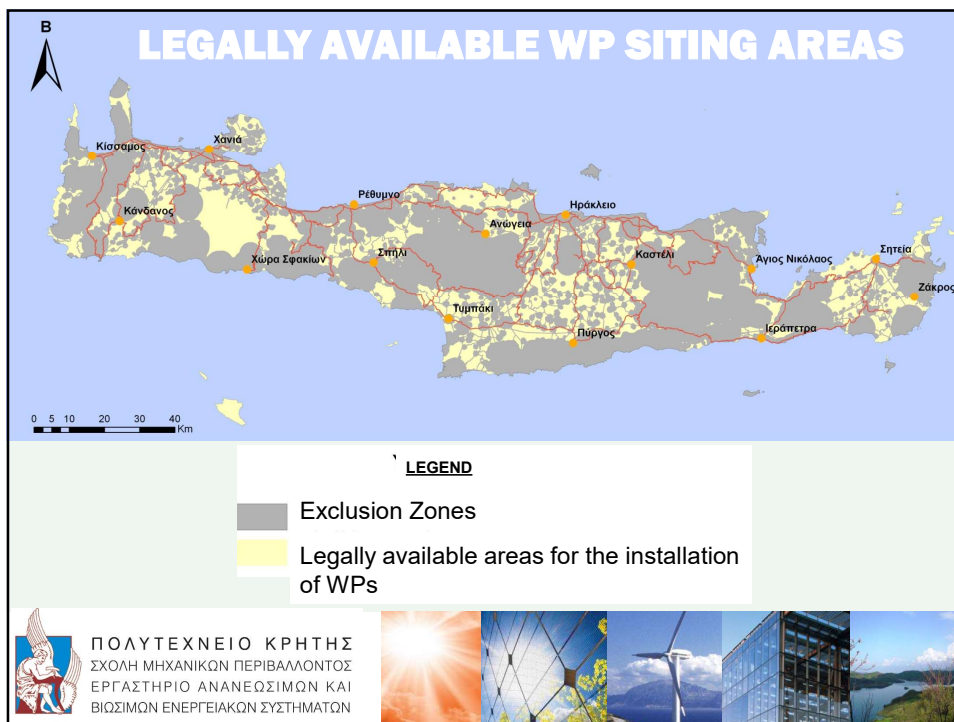 B
LEGALLY AVAILABLE WP SITING AREAS
Κίσσαμος
Χανιά
Κάνδανος
Χώρα Σφακίων
Ρέθυμνο
Σπήλι
Ανώγεια
Ηράκλειο
Καστέλι
Τυμπάκι
Πύργος
Άγιος Νικόλαος
Ιεράπετρα
Σητεία
Ζάκρος
0 5 10 20 30 40
Km
LEGEND
Exclusion Zones
Legally available areas for the installation
of WPs
ΠΟΛΥΤΕΧΝΕΙΟ ΚΡΗΤΗΣ
ΣΧΟΛΗ ΜΗΧΑΝΙΚΩΝ ΠΕΡΙΒΑΛΛΟΝΤΟΣ
ΕΡΓΑΣΤΗΡΙΟ ΑΝΑΝΕΩΣΙΜΩΝ ΚΑΙ
ΒΙΩΣΙΜΩΝ ΕΝΕΡΓΕΙΑΚΩΝ ΣΥΣΤΗΜΑΤΩΝ